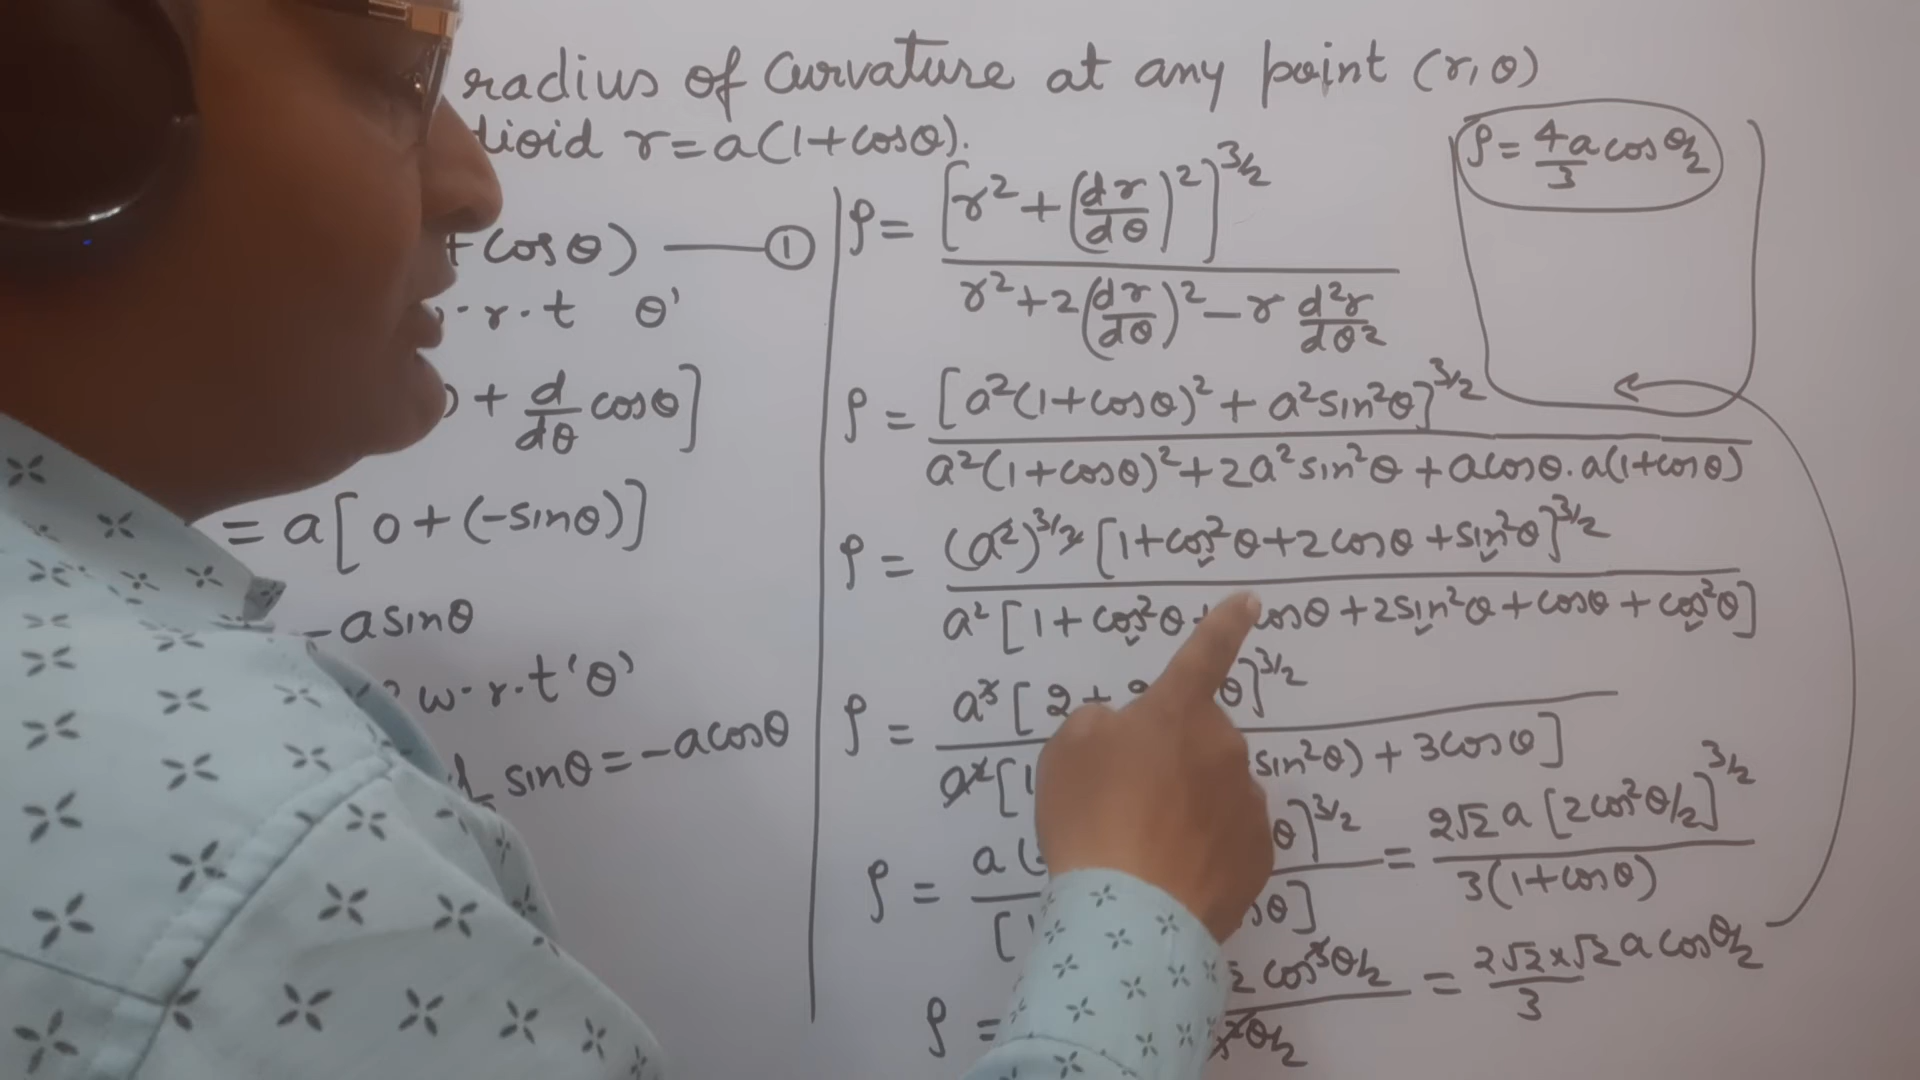 radius of Curvature at any point (r, θ)
dioid r=a(1+cosθ).
+cosθ) —— ①
w.r.t θ'
) + d/dθ cosθ]
= a[0+(-sinθ)]
-asinθ
w.r.t 'θ'
sinθ = -acosθ
ρ = [r²+(dr/dθ)²]^3/2 / r²+2(dr/dθ)²-r d²r/dθ²
ρ = [a²(1+cosθ)²+a²sin²θ]^3/2 / a²(1+cosθ)²+2a²sin²θ+acosθ.a(1+cosθ)
ρ = (a²)^3/2 [1+cos²θ+2cosθ+sin²θ]^3/2 / a²[1+cos²θ+ cosθ+2sin²θ+cosθ+cos²θ]
ρ = a³[2+ θ]^3/2 / a²[1 sin²θ)+3cosθ]
ρ = a( θ]^3/2 / [1 sθ] = 2√2 a [2cos²θ/2]^3/2 / 3(1+cosθ)
ρ = cos³θ/2 / ²θ/2 = 2√2×√2 a cosθ/2 / 3
ρ = 4a/3 cosθ/2